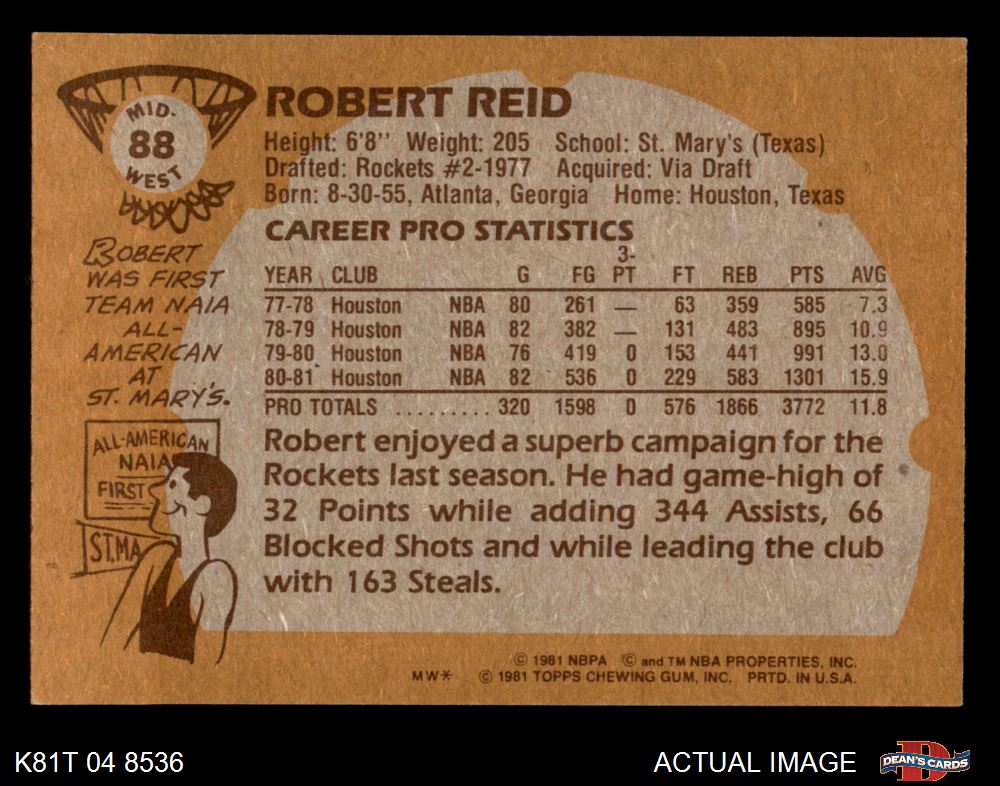 MID-
88
WEST
ROBERT REID
Height: 6'8'' Weight: 205 School: St. Mary's (Texas)
Drafted: Rockets #2-1977 Acquired: Via Draft
Born: 8-30-55, Atlanta, Georgia Home: Houston, Texas
CAREER PRO STATISTICS
YEAR CLUB G FG 3-PT FT REB PTS AVG
77-78 Houston NBA 80 261 — 63 359 585 7.3
78-79 Houston NBA 82 382 — 131 483 895 10.9
79-80 Houston NBA 76 419 0 153 441 991 13.0
80-81 Houston NBA 82 536 0 229 583 1301 15.9
PRO TOTALS ......... 320 1598 0 576 1866 3772 11.8
Robert enjoyed a superb campaign for the
Rockets last season. He had game-high of
32 Points while adding 344 Assists, 66
Blocked Shots and while leading the club
with 163 Steals.
ROBERT
WAS FIRST
TEAM NAIA
ALL-
AMERICAN
AT
ST. MARY'S.
ALL-AMERICAN
NAIA
FIRST
ST.MA
© 1981 NBPA © and TM NBA PROPERTIES, INC.
MW* © 1981 TOPPS CHEWING GUM, INC. PRTD. IN U.S.A.
K81T 04 8536
ACTUAL IMAGE
D
DEAN'S CARDS